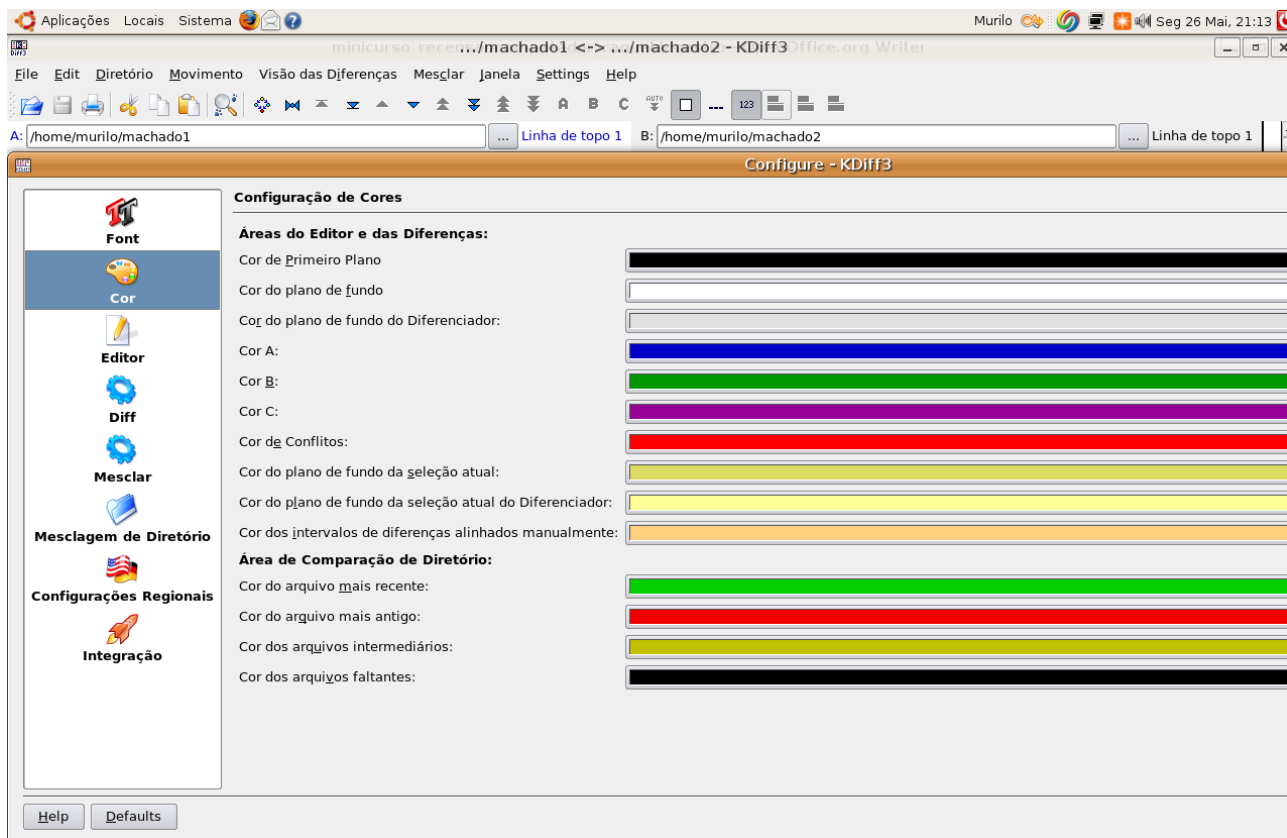 Aplicações Locais Sistema Murilo Seg 26 Mai, 21:13
minicurso_recens .../machado1 <-> .../machado2 - KDiff3 Office.org Writer
File Edit Diretório Movimento Visão das Diferenças Mesclar Janela Settings Help
A B C AUTO 123
A: /home/murilo/machado1 ... Linha de topo 1 B: /home/murilo/machado2 ... Linha de topo 1
Configure - KDiff3
Font
Cor
Editor
Diff
Mesclar
Mesclagem de Diretório
Configurações Regionais
Integração
Configuração de Cores
Áreas do Editor e das Diferenças:
Cor de Primeiro Plano
Cor do plano de fundo
Cor do plano de fundo do Diferenciador:
Cor A:
Cor B:
Cor C:
Cor de Conflitos:
Cor do plano de fundo da seleção atual:
Cor do plano de fundo da seleção atual do Diferenciador:
Cor dos intervalos de diferenças alinhados manualmente:
Área de Comparação de Diretório:
Cor do arquivo mais recente:
Cor do arquivo mais antigo:
Cor dos arquivos intermediários:
Cor dos arquivos faltantes:
Help Defaults